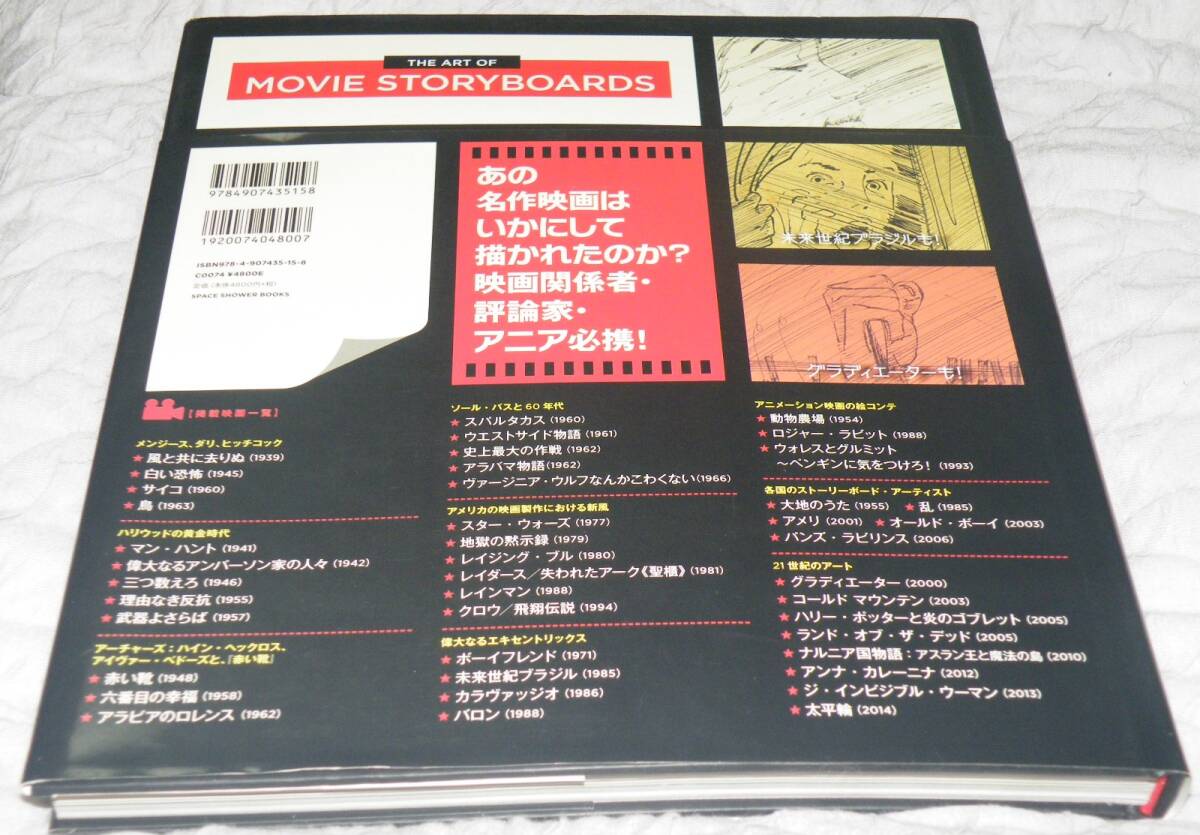 THE ART OF
MOVIE STORYBOARDS
9784907435158
1920074048007
ISBN978-4-907435-15-8
C0074 ¥4800E
定価（本体4800円+税）
SPACE SHOWER BOOKS
あの
名作映画は
いかにして
描かれたのか?
映画関係者・
評論家・
アニア必携!
未来世紀ブラジルも!
グラディエーターも!
【掲載映画一覧】
メンジース、ダリ、ヒッチコック
★ 風と共に去りぬ (1939)
★ 白い恐怖 (1945)
★ サイコ (1960)
★ 鳥 (1963)
ハリウッドの黄金時代
★ マン・ハント (1941)
★ 偉大なるアンバーソン家の人々 (1942)
★ 三つ数えろ (1946)
★ 理由なき反抗 (1955)
★ 武器よさらば (1957)
アーチャーズ：ハイン・ヘックロス、
アイヴァー・ベドーズと、『赤い靴』
★ 赤い靴 (1948)
★ 六番目の幸福 (1958)
★ アラビアのロレンス (1962)
ソール・バスと60年代
★ スパルタカス (1960)
★ ウエストサイド物語 (1961)
★ 史上最大の作戦 (1962)
★ アラバマ物語 (1962)
★ ヴァージニア・ウルフなんかこわくない (1966)
アメリカの映画製作における新風
★ スター・ウォーズ (1977)
★ 地獄の黙示録 (1979)
★ レイジング・ブル (1980)
★ レイダース／失われたアーク《聖櫃》 (1981)
★ レインマン (1988)
★ クロウ／飛翔伝説 (1994)
偉大なるエキセントリックス
★ ボーイフレンド (1971)
★ 未来世紀ブラジル (1985)
★ カラヴァッジオ (1986)
★ バロン (1988)
アニメーション映画の絵コンテ
★ 動物農場 (1954)
★ ロジャー・ラビット (1988)
★ ウォレスとグルミット
～ペンギンに気をつけろ! (1993)
各国のストーリーボード・アーティスト
★ 大地のうた (1955) ★ 乱 (1985)
★ アメリ (2001) ★ オールド・ボーイ (2003)
★ パンズ・ラビリンス (2006)
21世紀のアート
★ グラディエーター (2000)
★ コールド マウンテン (2003)
★ ハリー・ポッターと炎のゴブレット (2005)
★ ランド・オブ・ザ・デッド (2005)
★ ナルニア国物語：アスラン王と魔法の島 (2010)
★ アンナ・カレーニナ (2012)
★ ジ・インビジブル・ウーマン (2013)
★ 太平輪 (2014)